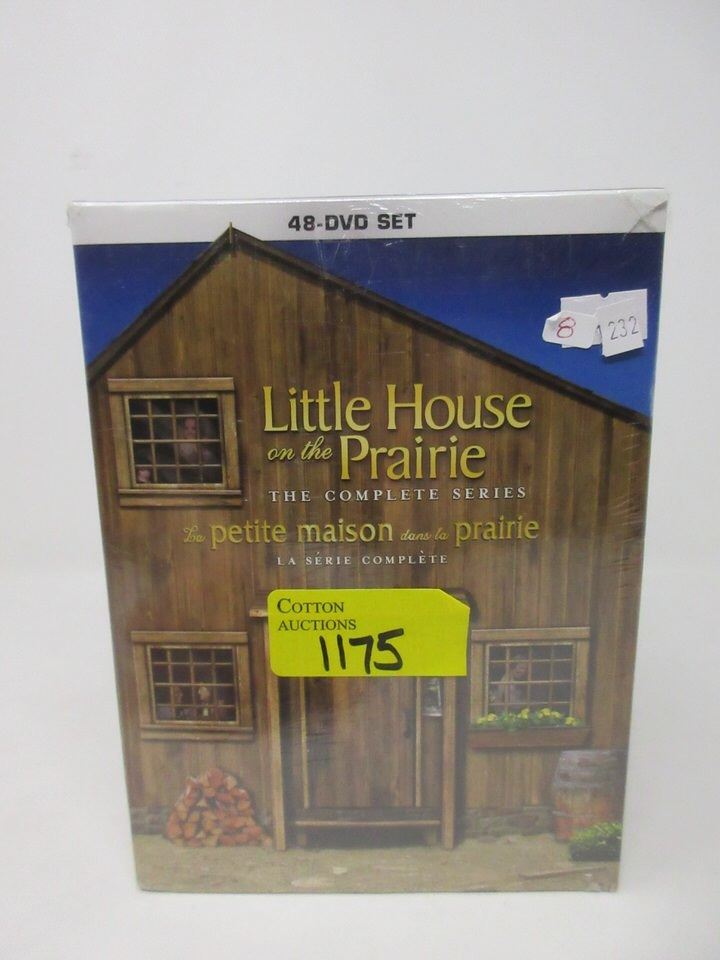 48-DVD SET
8
232
Little House
on the Prairie
THE COMPLETE SERIES
La petite maison dans la prairie
LA SÉRIE COMPLÈTE
COTTON
AUCTIONS
1175